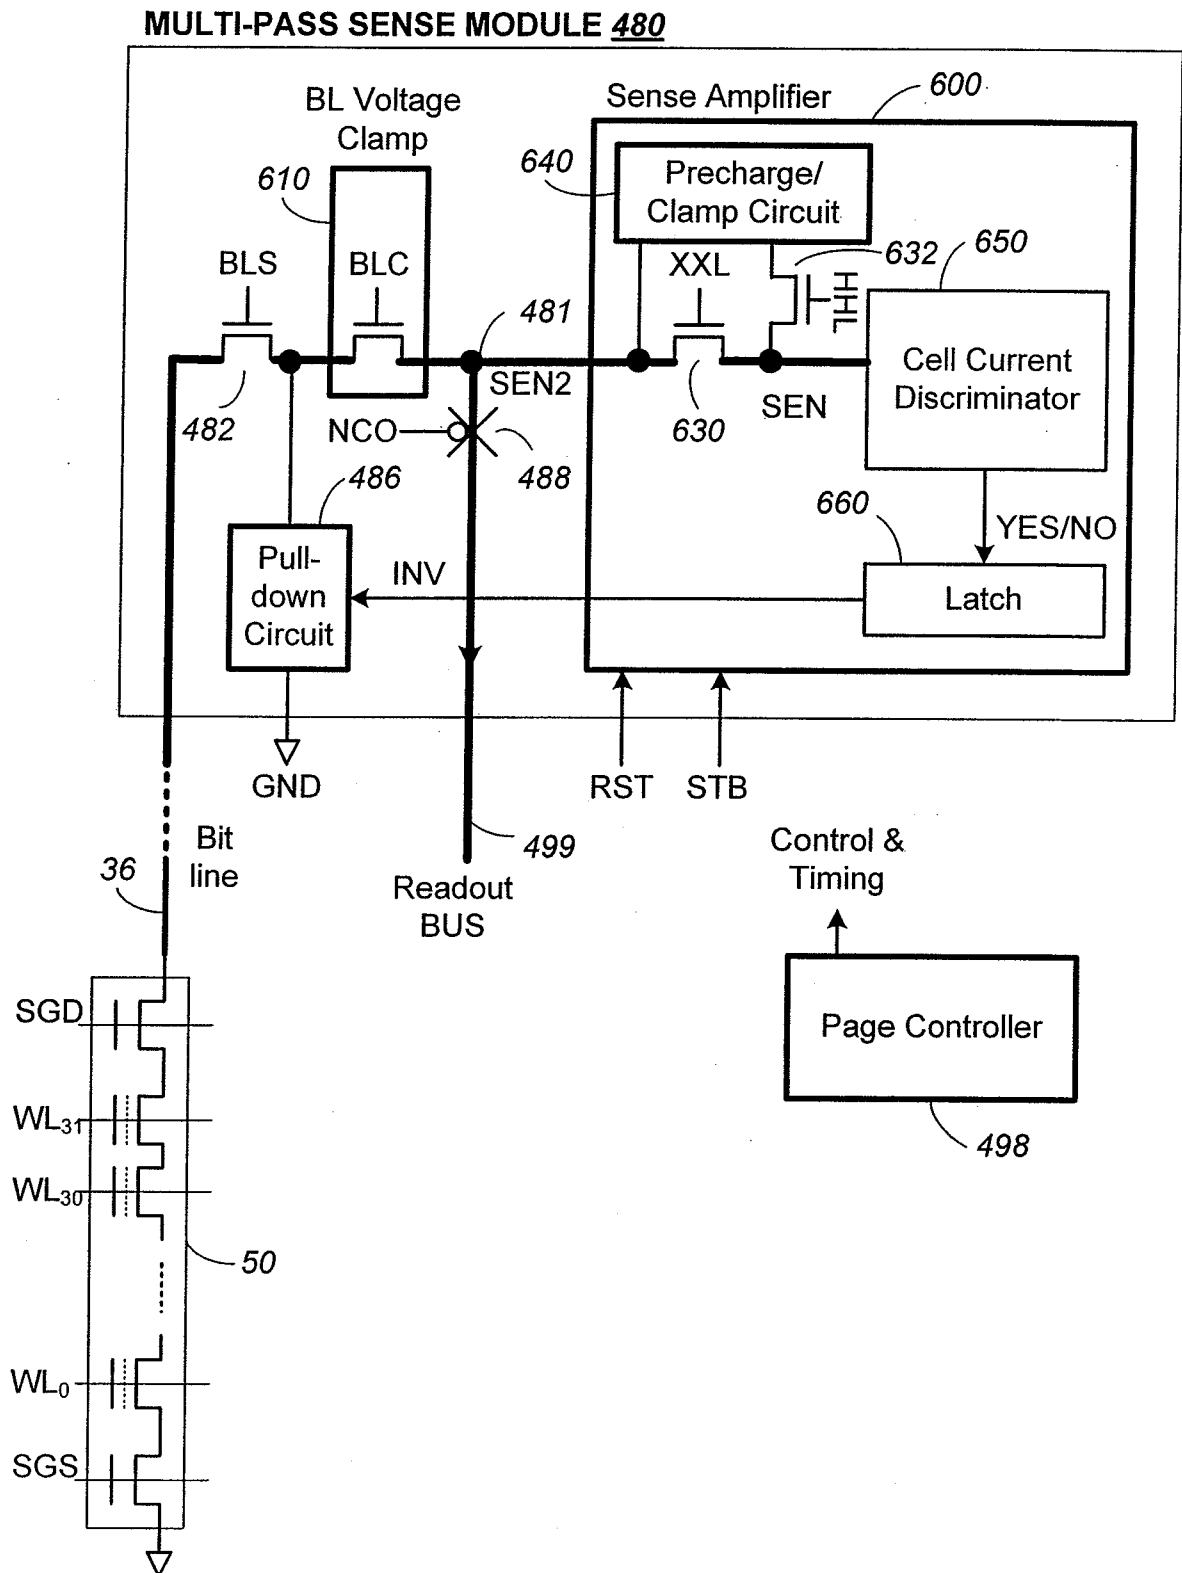 MULTI-PASS SENSE MODULE 480
BL Voltage
Clamp
Sense Amplifier
600
610
640
Precharge/
Clamp Circuit
632
650
BLS
BLC
XXL
HHL
481
SEN2
Cell Current
Discriminator
482
NCO
488
630
SEN
486
660
YES/NO
Pull-
down
Circuit
INV
Latch
GND
RST
STB
499
Readout
BUS
Bit
line
36
Control &
Timing
Page Controller
498
SGD
WL31
WL30
50
WL0
SGS